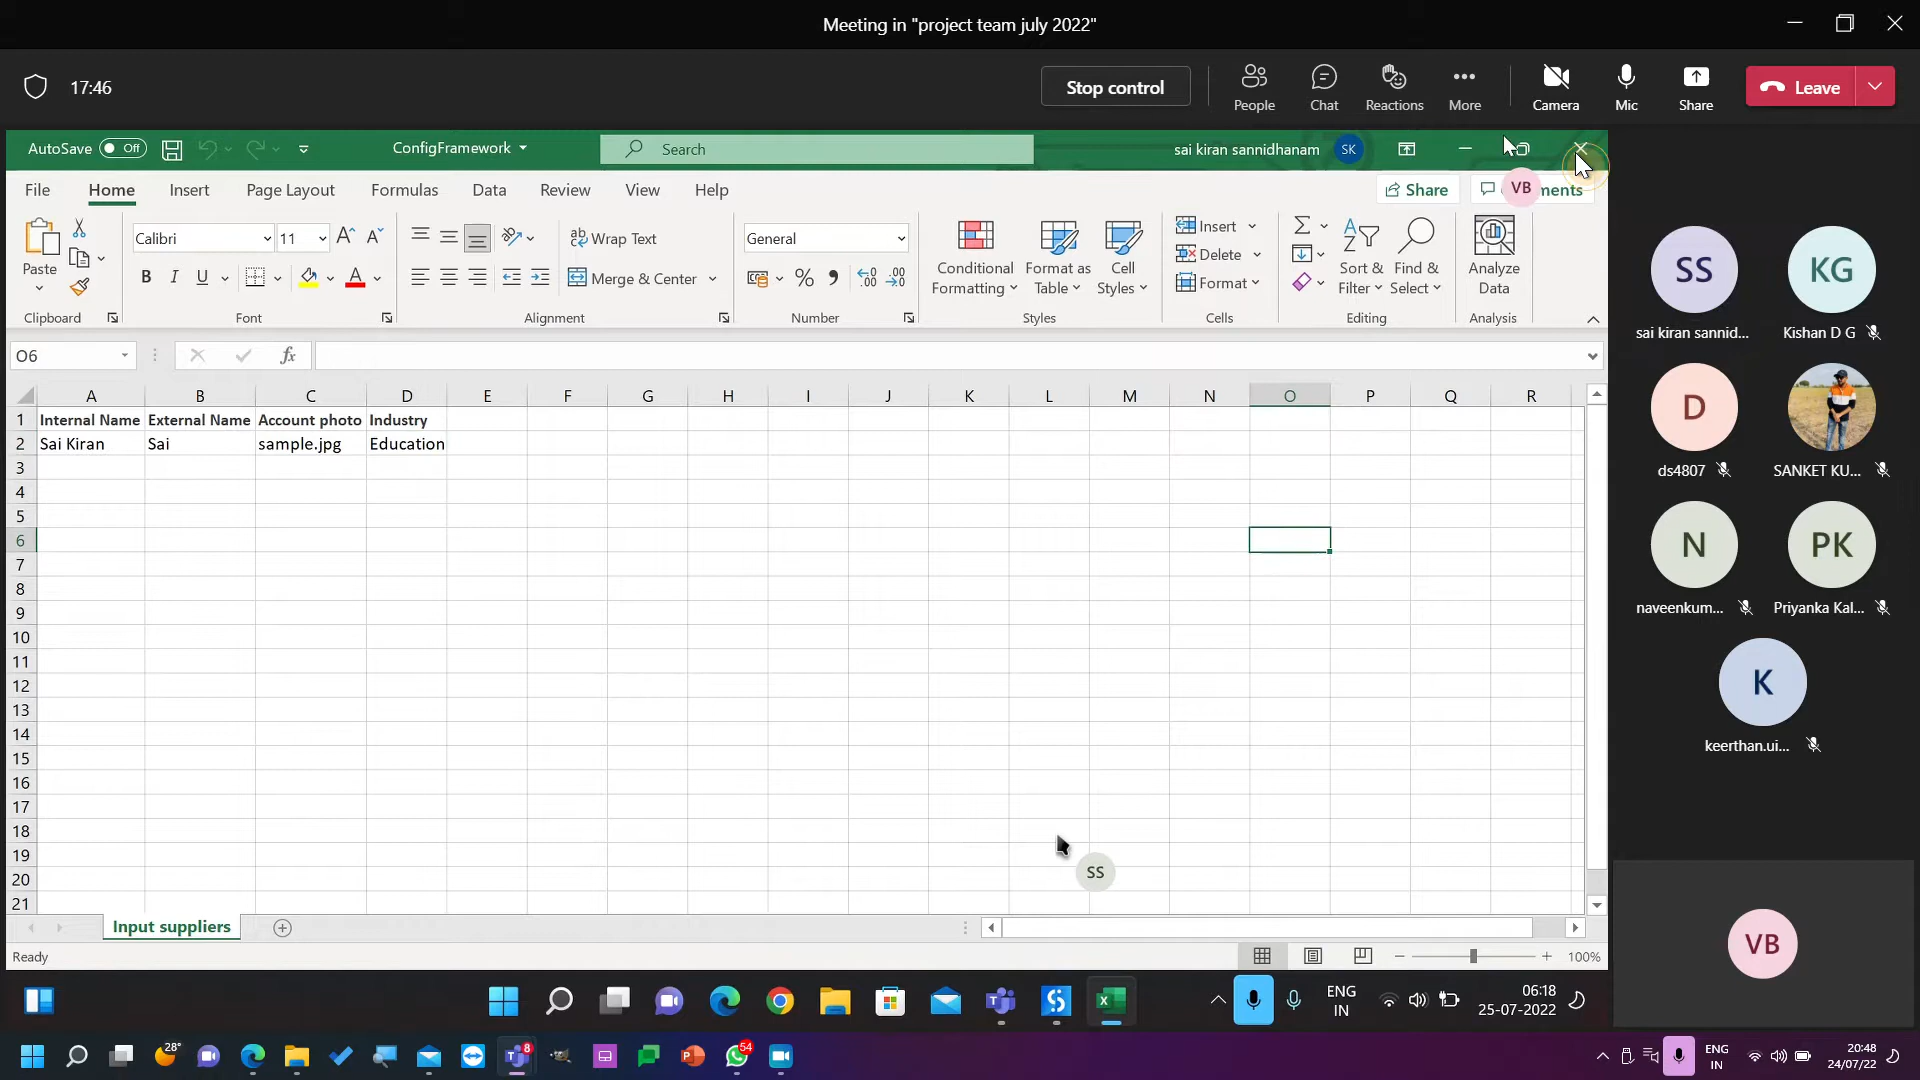 Meeting in "project team july 2022"
17:46
Stop control
People
Chat
Reactions
More
Camera
Mic
Share
Leave
AutoSave Off
ConfigFramework
Search
sai kiran sannidhanam
SK
File Home Insert Page Layout Formulas Data Review View Help
Share
VB
ments
Paste
Calibri 11
B I U
Wrap Text
Merge & Center
General
Conditional Formatting
Format as Table
Cell Styles
Insert
Delete
Format
Sort & Filter
Find & Select
Analyze Data
Clipboard Font Alignment Number Styles Cells Editing Analysis
O6
fx
A B C D E F G H I J K L M N O P Q R
1 Internal Name External Name Account photo Industry
2 Sai Kiran Sai sample.jpg Education
3
4
5
6
7
8
9
10
11
12
13
14
15
16
17
18
19
20
21
SS
Input suppliers
Ready
100%
SS
sai kiran sannid...
KG
Kishan D G
D
ds4807
SANKET KU...
N
naveenkum...
PK
Priyanka Kal...
K
keerthan.ui...
VB
ENG
IN
06:18
25-07-2022
28°
8
54
ENG
IN
20:48
24/07/22